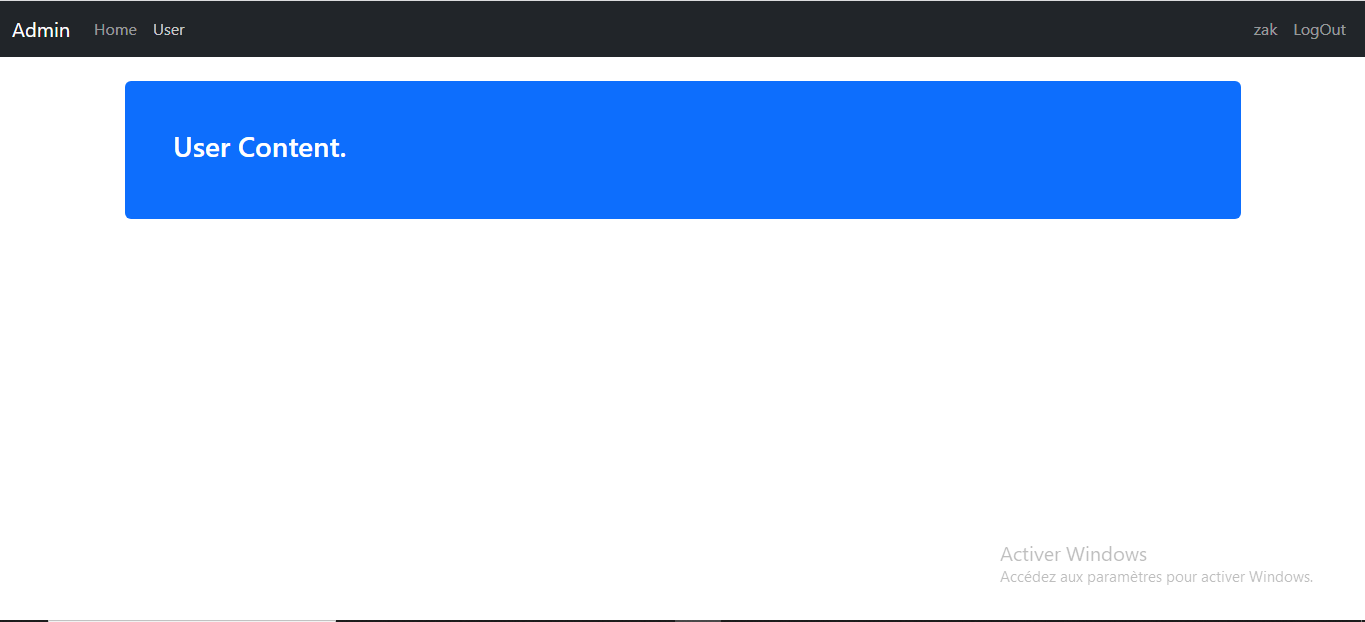 Admin Home User zak LogOut
User Content.
Activer Windows
Accédez aux paramètres pour activer Windows.